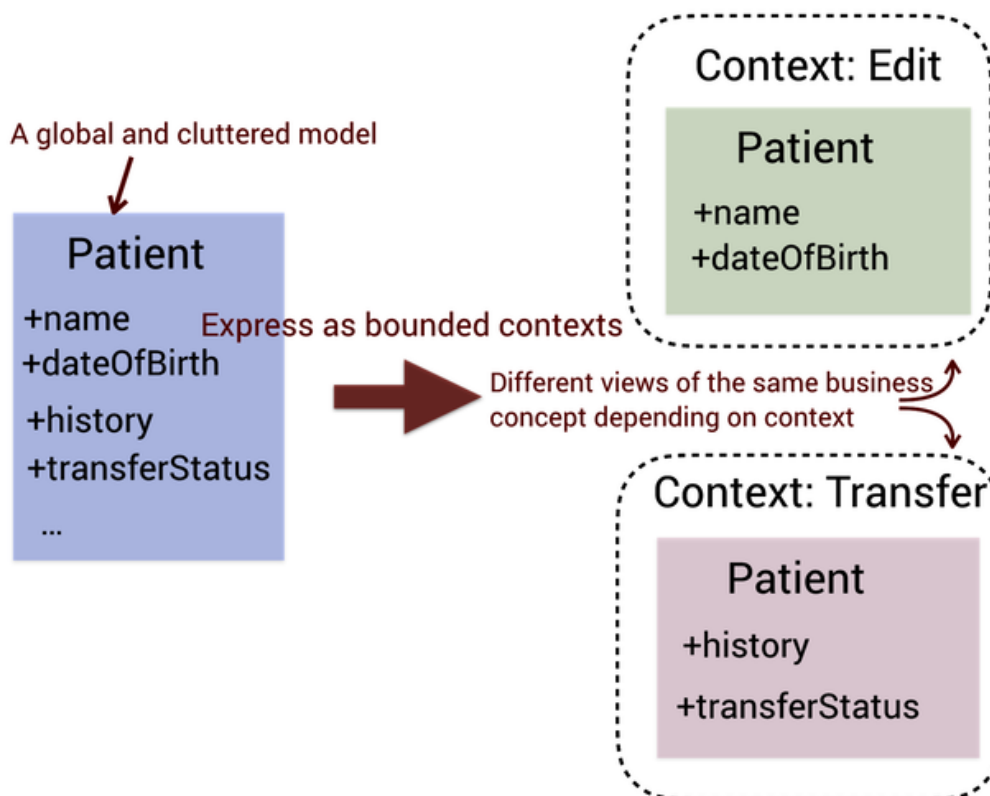 A global and cluttered model
Patient
+name
+dateOfBirth
+history
+transferStatus
...
Express as bounded contexts
Different views of the same business
concept depending on context
Context: Edit
Patient
+name
+dateOfBirth
Context: Transfer
Patient
+history
+transferStatus